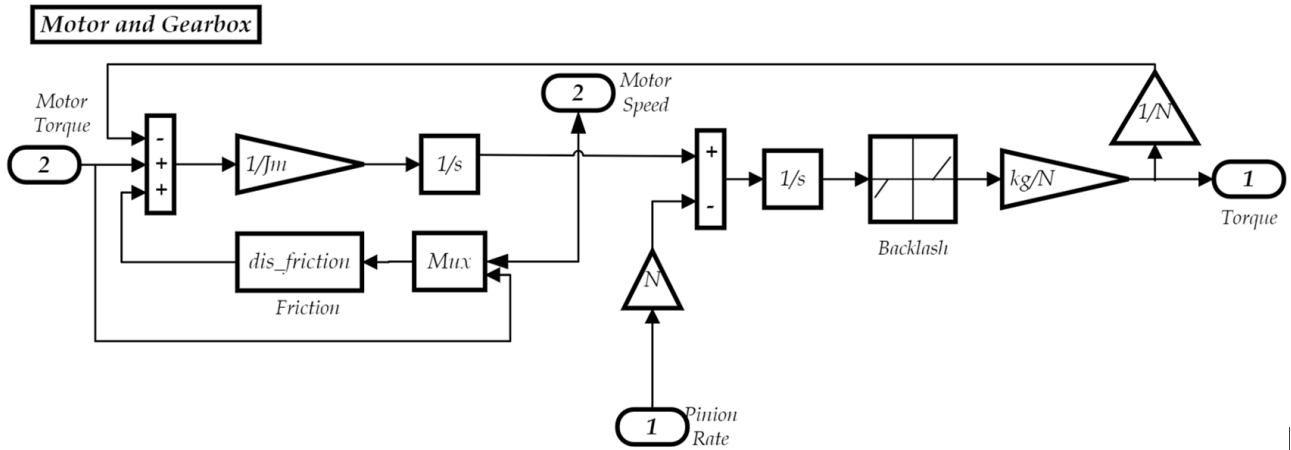 Motor and Gearbox
Motor
Torque
2
-
+
+
1/Jm
1/s
2
Motor
Speed
+
-
1/s
Backlash
kg/N
1/N
1
Torque
dis_friction
Friction
Mux
N
1
Pinion
Rate